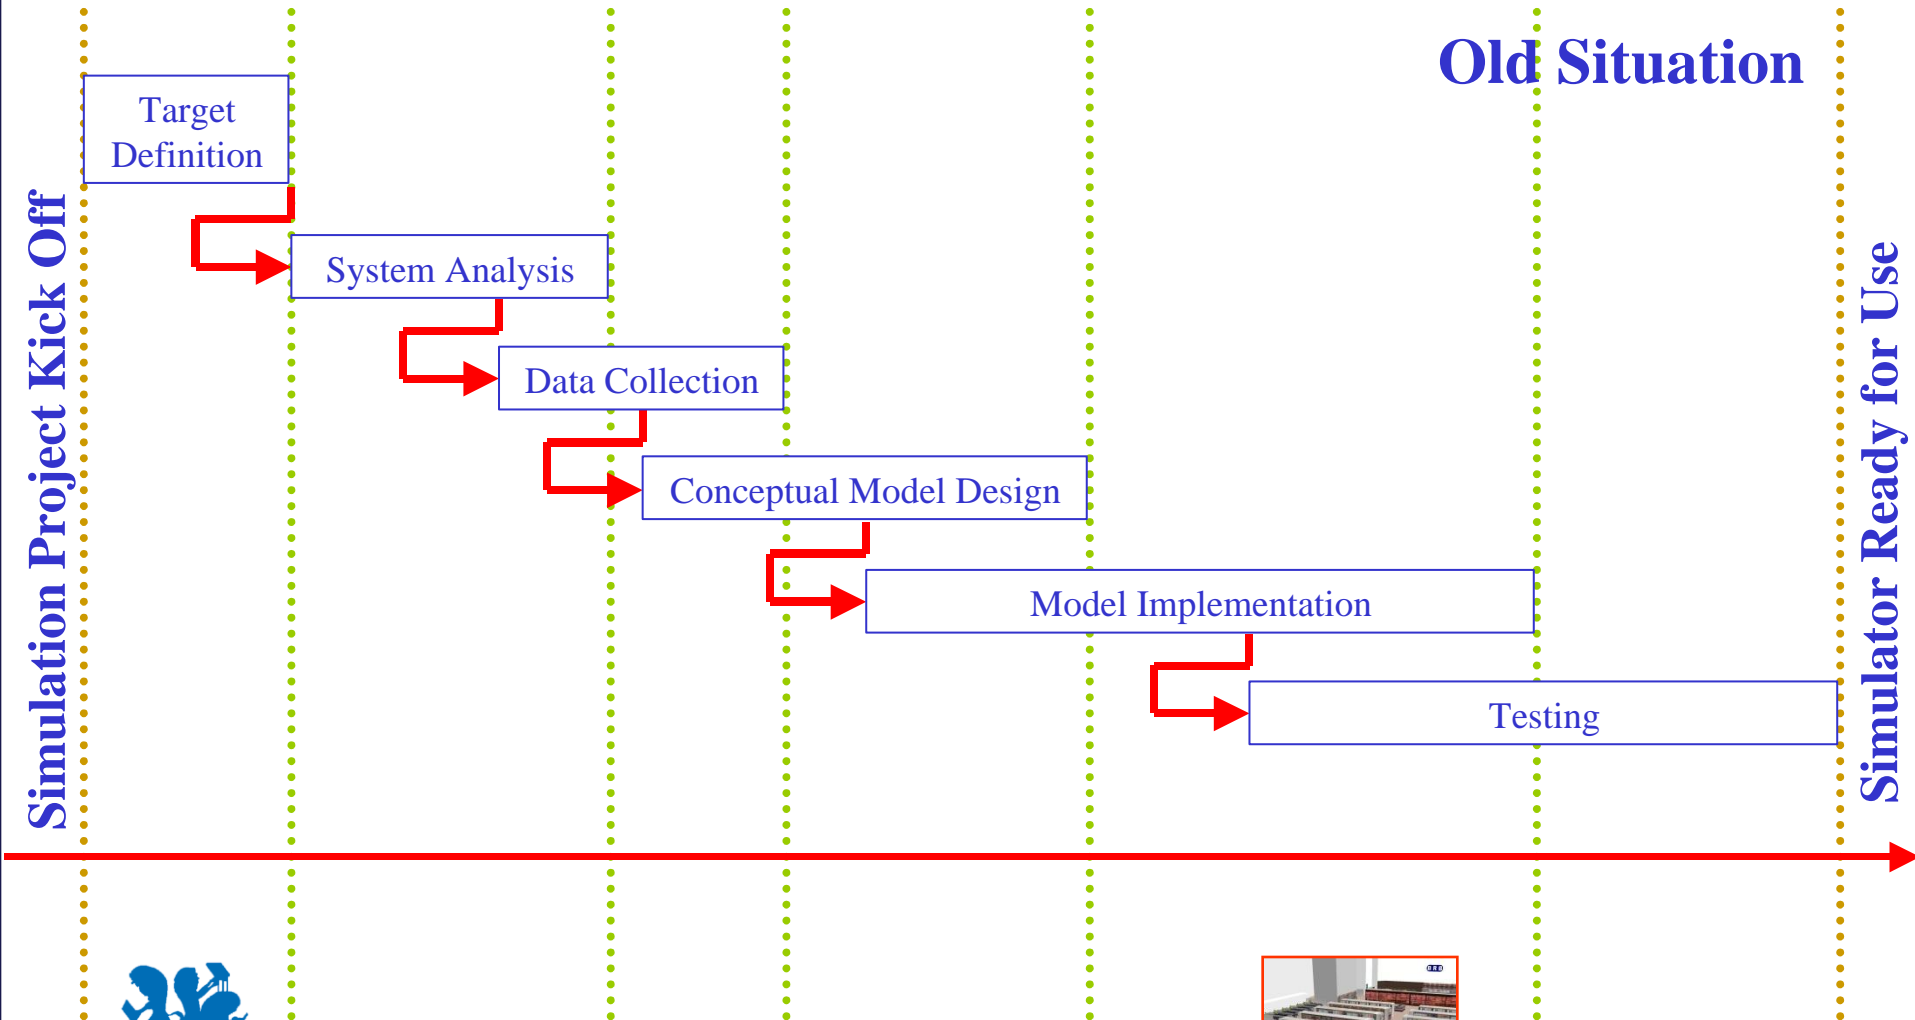 Old Situation
Target
Definition
System Analysis
Data Collection
Conceptual Model Design
Model Implementation
Testing
Simulation Project Kick Off
Simulator Ready for Use